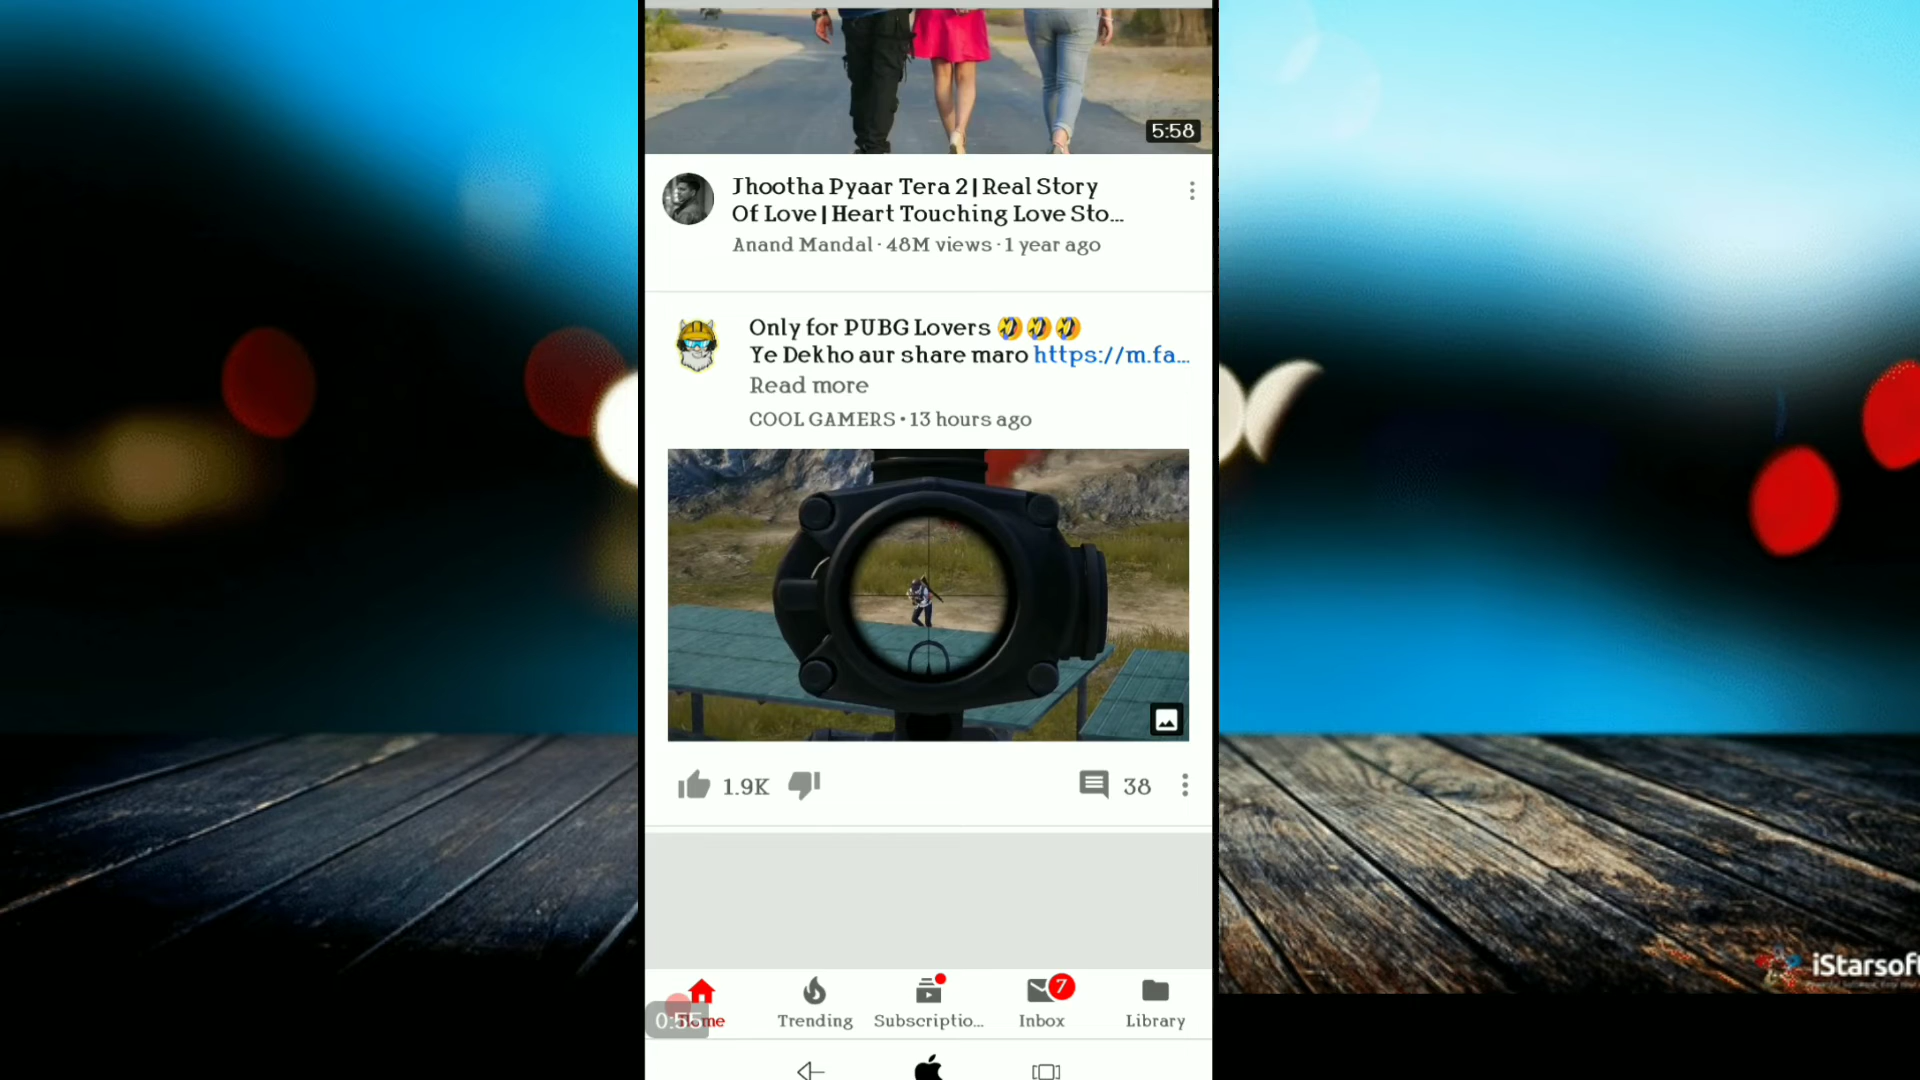 5:58
Jhootha Pyaar Tera 2 | Real Story
Of Love | Heart Touching Love Sto...
Anand Mandal · 48M views · 1 year ago
Only for PUBG Lovers 🤣🤣🤣
Ye Dekho aur share maro https://m.fa...
Read more
COOL GAMERS • 13 hours ago
1.9K
38
7
Home
Trending
Subscriptio...
Inbox
Library
0:55
iStarsoft